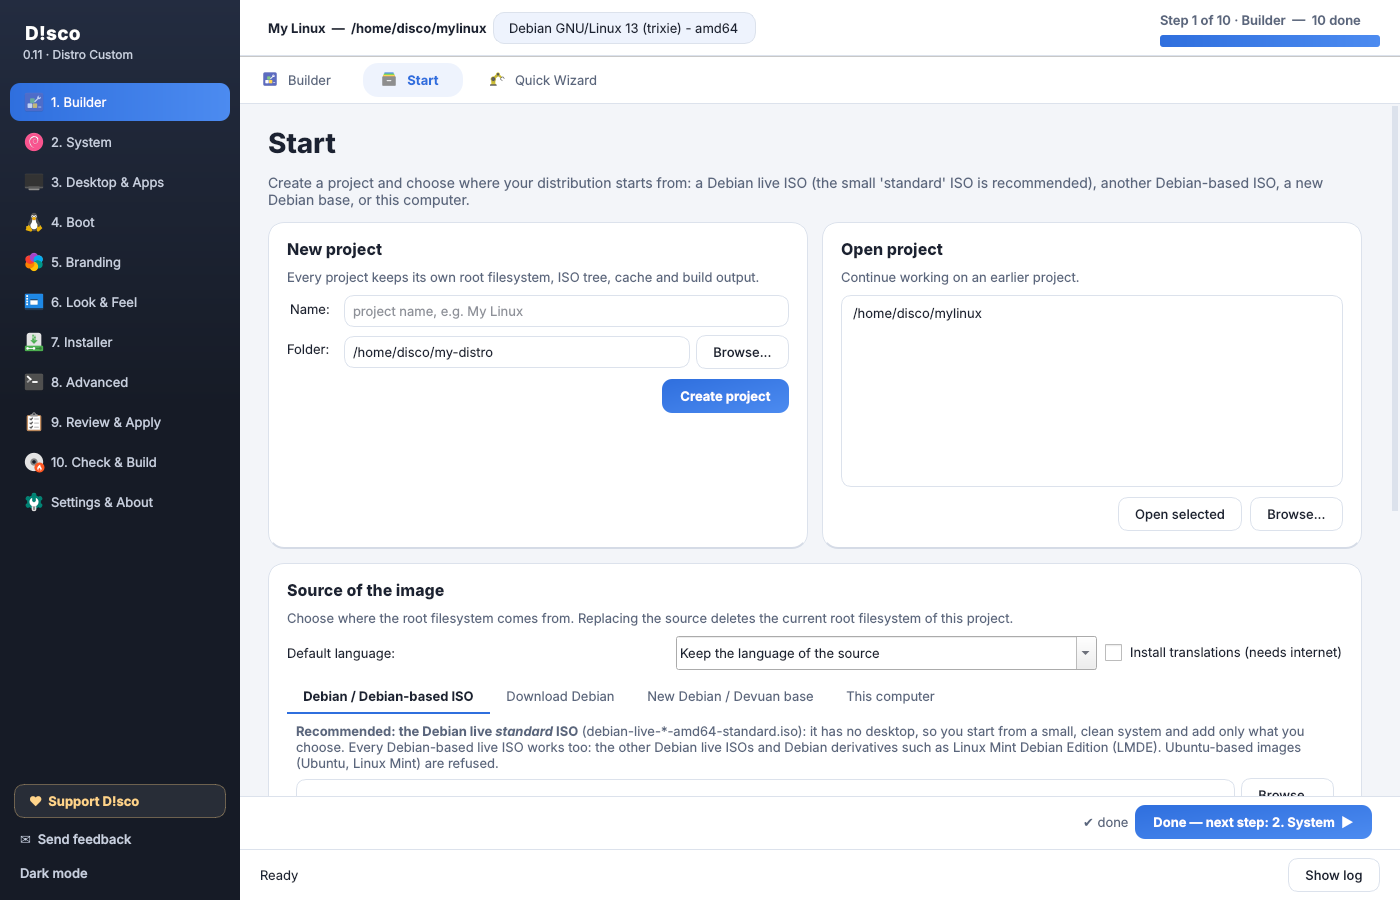 D!sco
0.11 · Distro Custom
1. Builder
2. System
3. Desktop & Apps
4. Boot
5. Branding
6. Look & Feel
7. Installer
8. Advanced
9. Review & Apply
10. Check & Build
Settings & About
Support D!sco
Send feedback
Dark mode
My Linux — /home/disco/mylinux
Debian GNU/Linux 13 (trixie) - amd64
Step 1 of 10 · Builder — 10 done
Builder
Start
Quick Wizard
Start
Create a project and choose where your distribution starts from: a Debian live ISO (the small 'standard' ISO is recommended), another Debian-based ISO, a new
Debian base, or this computer.
New project
Every project keeps its own root filesystem, ISO tree, cache and build output.
Name:
project name, e.g. My Linux
Folder:
/home/disco/my-distro
Browse...
Create project
Open project
Continue working on an earlier project.
/home/disco/mylinux
Open selected
Browse...
Source of the image
Choose where the root filesystem comes from. Replacing the source deletes the current root filesystem of this project.
Default language:
Keep the language of the source
Install translations (needs internet)
Debian / Debian-based ISO
Download Debian
New Debian / Devuan base
This computer
Recommended: the Debian live standard ISO (debian-live-*-amd64-standard.iso): it has no desktop, so you start from a small, clean system and add only what you
choose. Every Debian-based live ISO works too: the other Debian live ISOs and Debian derivatives such as Linux Mint Debian Edition (LMDE). Ubuntu-based images
(Ubuntu, Linux Mint) are refused.
Browse...
✔ done
Done — next step: 2. System ▶
Ready
Show log